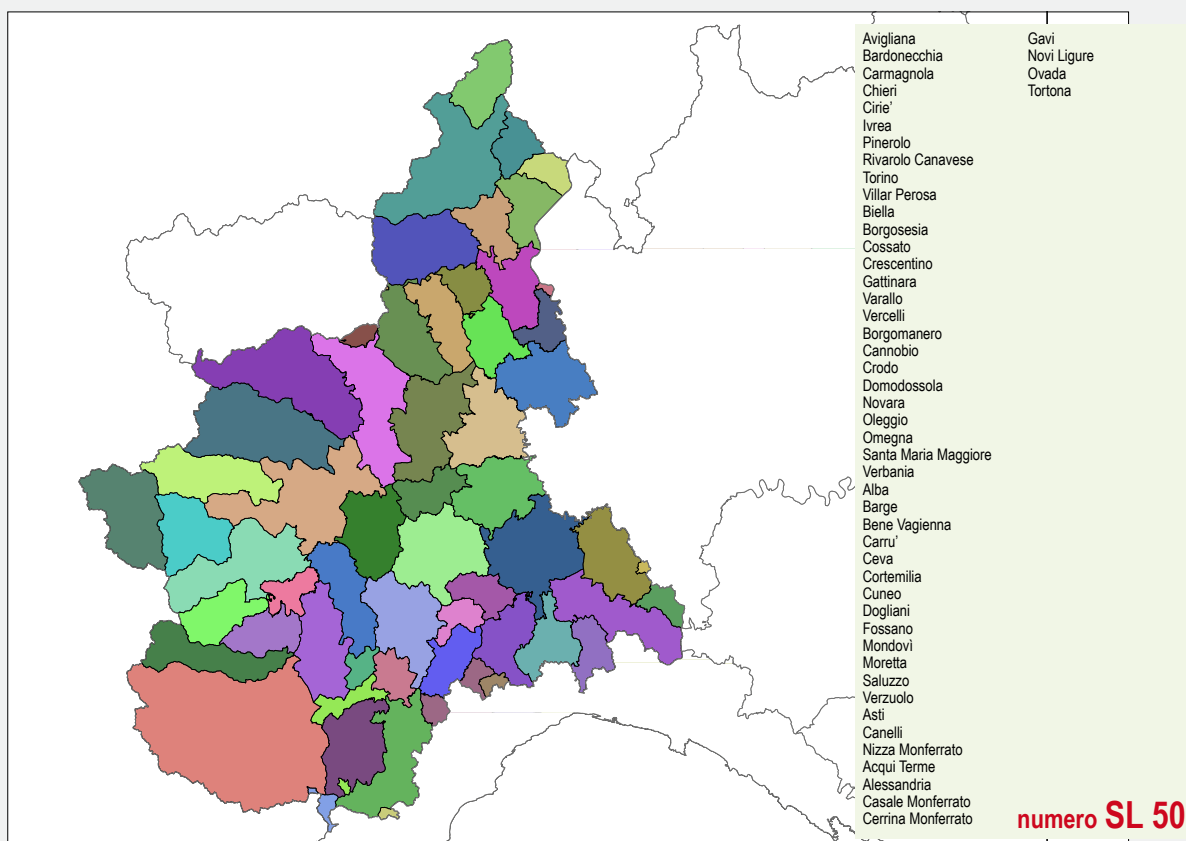 Avigliana
Bardonecchia
Carmagnola
Chieri
Cirie'
Ivrea
Pinerolo
Rivarolo Canavese
Torino
Villar Perosa
Biella
Borgosesia
Cossato
Crescentino
Gattinara
Varallo
Vercelli
Borgomanero
Cannobio
Crodo
Domodossola
Novara
Oleggio
Omegna
Santa Maria Maggiore
Verbania
Alba
Barge
Bene Vagienna
Carru'
Ceva
Cortemilia
Cuneo
Dogliani
Fossano
Mondovì
Moretta
Saluzzo
Verzuolo
Asti
Canelli
Nizza Monferrato
Acqui Terme
Alessandria
Casale Monferrato
Cerrina Monferrato
Gavi
Novi Ligure
Ovada
Tortona
numero SL 50